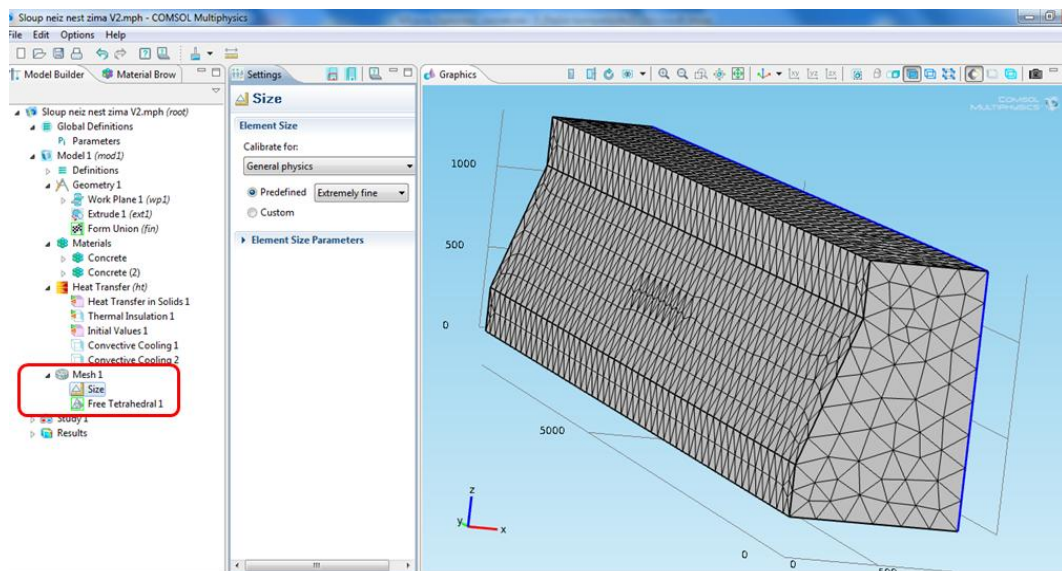 Sloup neiz nest zima V2.mph - COMSOL Multiphysics
File Edit Options Help
Model Builder
Material Brow
Sloup neiz nest zima V2.mph (root)
Global Definitions
Pi Parameters
Model 1 (mod1)
Definitions
Geometry 1
Work Plane 1 (wp1)
Extrude 1 (ext1)
Form Union (fin)
Materials
Concrete
Concrete (2)
Heat Transfer (ht)
Heat Transfer in Solids 1
Thermal Insulation 1
Initial Values 1
Convective Cooling 1
Convective Cooling 2
Mesh 1
Size
Free Tetrahedral 1
Study 1
Results
Settings
Size
Element Size
Calibrate for:
General physics
Predefined Extremely fine
Custom
Element Size Parameters
Graphics
COMSOL
MULTIPHYSICS
1000
500
0
5000
0
0
500
z
y
x